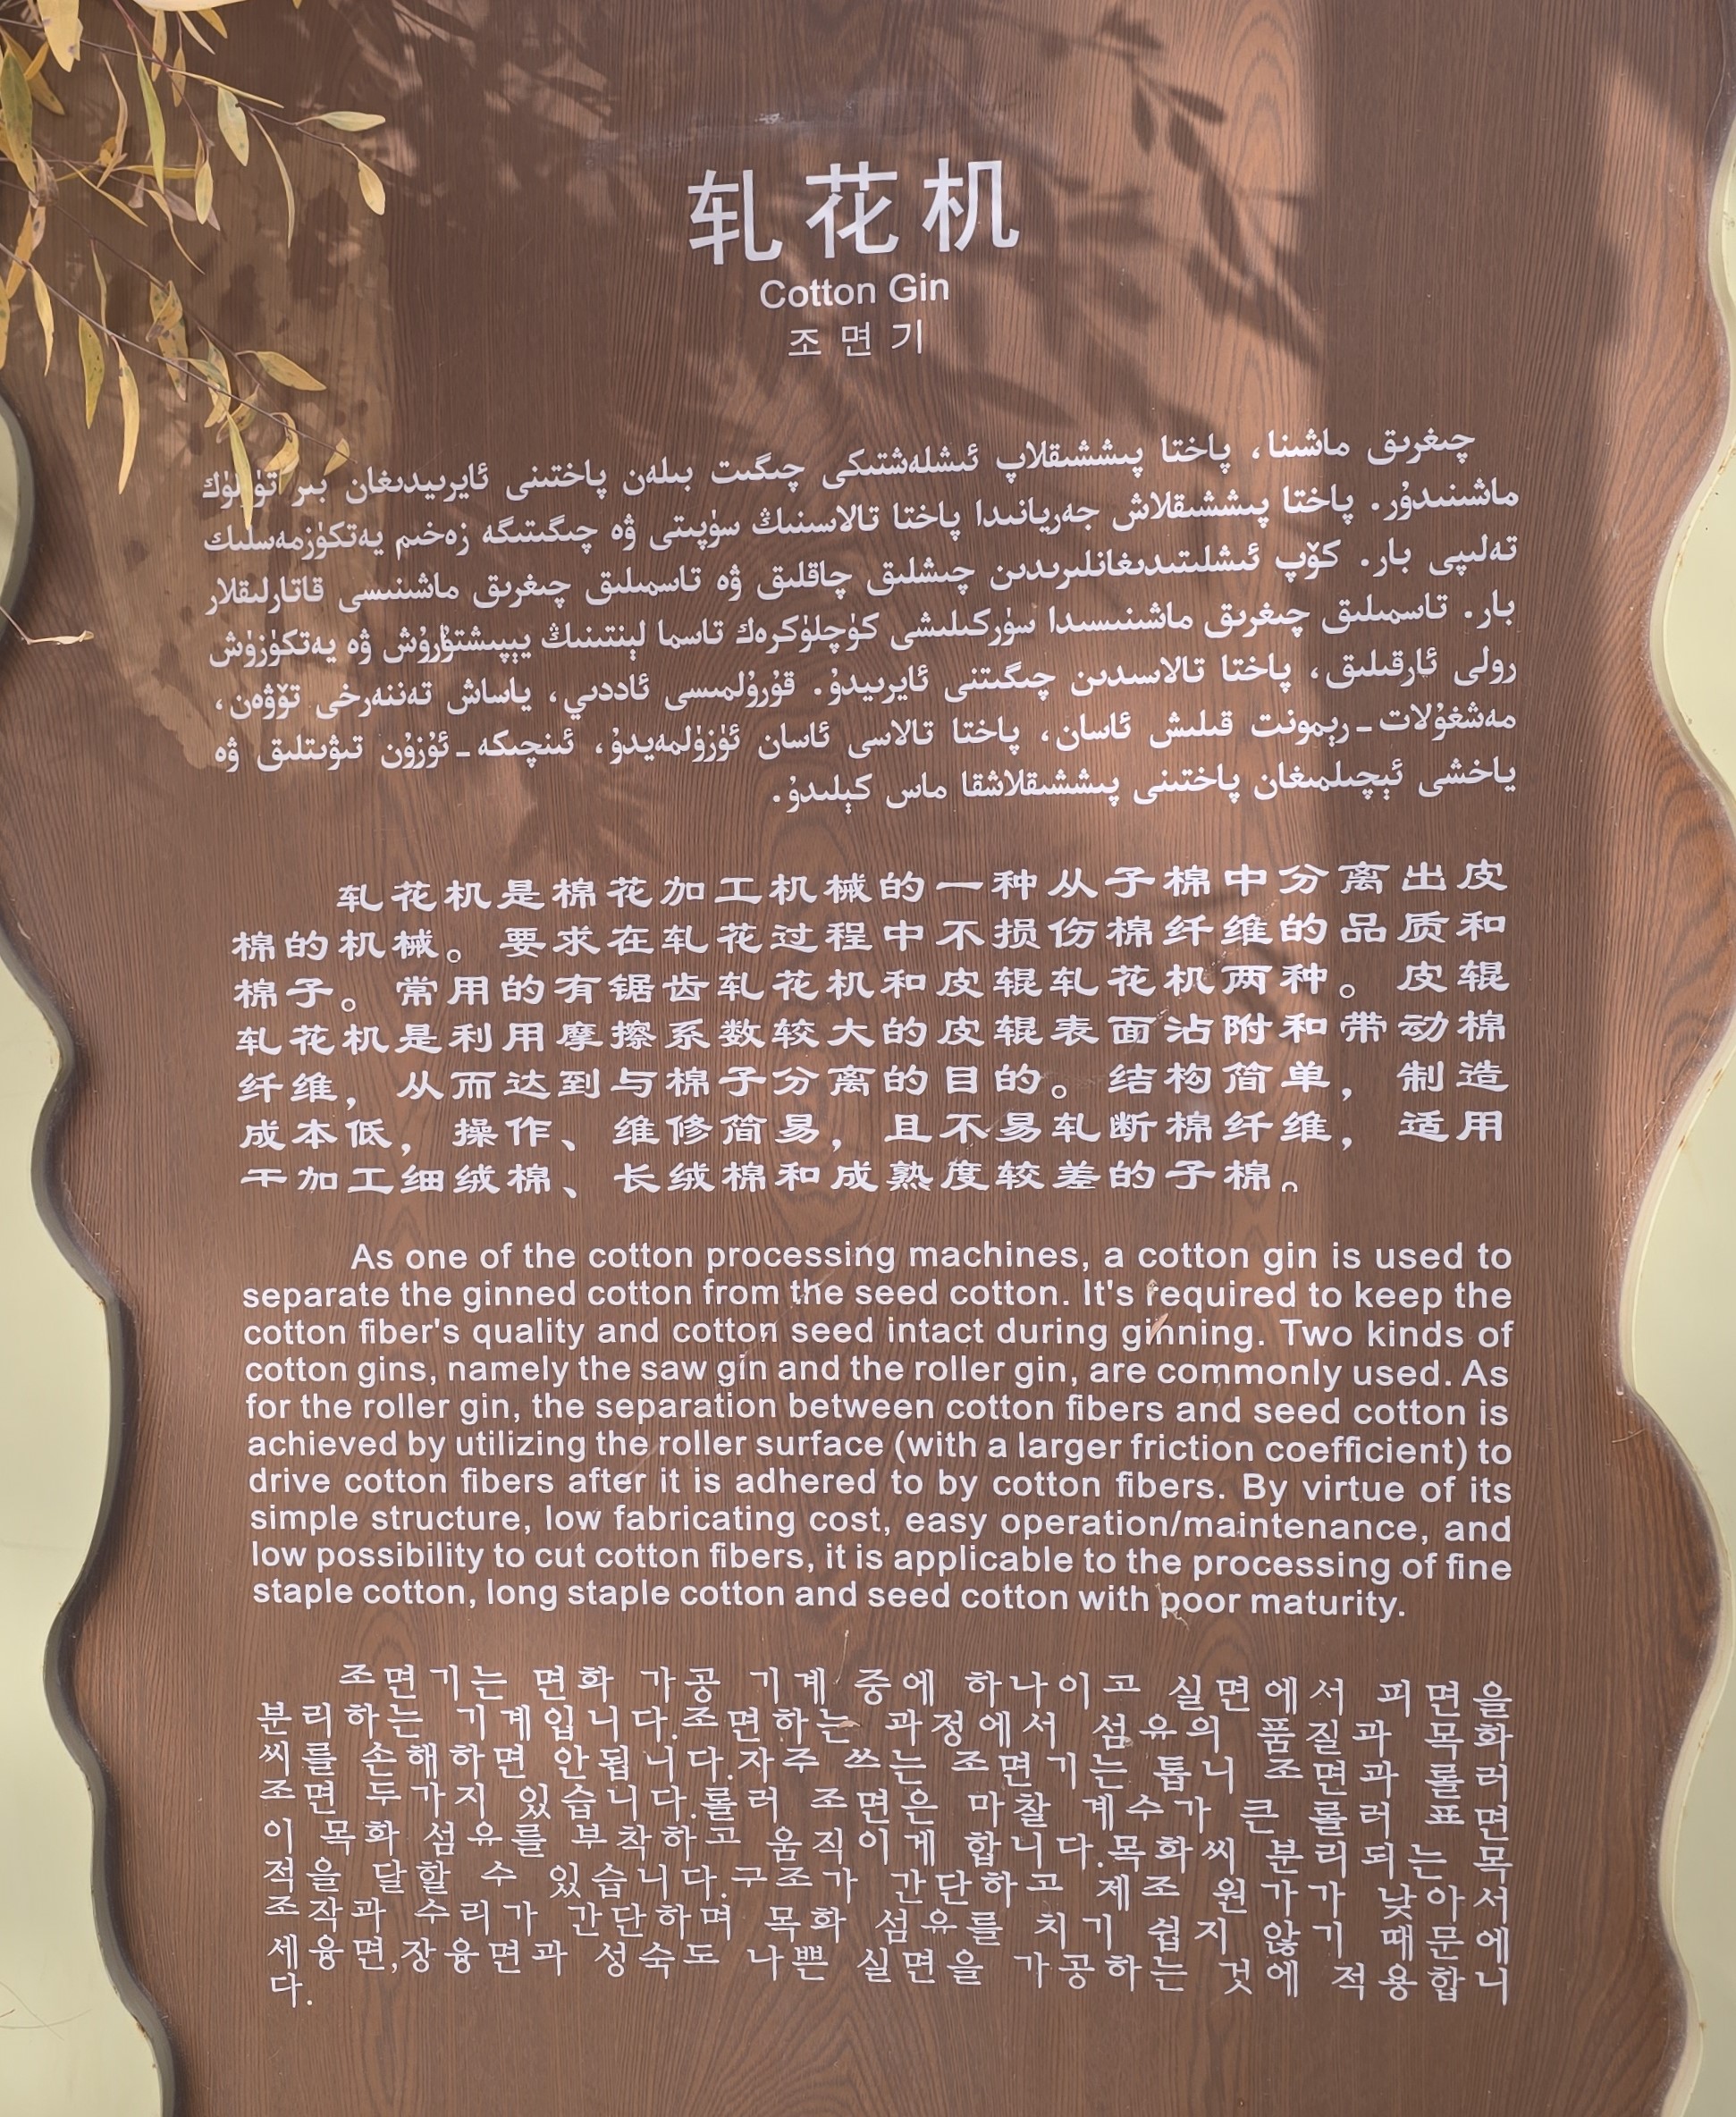 轧花机
Cotton Gin
조면기
چىغرىق ماشىنا، پاختا پىششىقلاپ ئىشلەشتىكى چىگىت بىلەن پاختىنى ئايرىيدىغان بىر
ماشىنىدۇر. پاختا پىششىقلاش جەريانىدا پاختا تالاسىنىڭ سۈپىتى ۋە چىگىتىگە زەخىم يەتكۈزمەسلىك
تەلىپى بار. كۆپ ئىشلىتىدىغانلىرىدىن چىشلىق چاقلىق ۋە تاسمىلىق چىغرىق ماشىنىسى قاتارلىقلار
بار. تاسمىلىق چىغرىق ماشىنىسىدا سۈركىلىشى كۈچلۈكرەك تاسما لېنتىنىڭ يېپىشتۈرۈش ۋە يەتكۈزۈش
رولى ئارقىلىق، پاختا تالاسىدىن چىگىتنى ئايرىيدۇ. قۇرۇلمىسى ئاددىي، ياساش تەننەرخى تۆۋەن،
مەشغۇلات ـ رېمونت قىلىش ئاسان، پاختا تالاسى ئاسان ئۈزۈلمەيدۇ، ئىنچىكە ـ ئۇزۇن تىۋىتلىق ۋە
ياخشى ئېچىلمىغان پاختىنى پىششىقلاشقا ماس كېلىدۇ.
轧花机是棉花加工机械的一种从子棉中分离出皮
棉的机械。要求在轧花过程中不损伤棉纤维的品质和
棉子。常用的有锯齿轧花机和皮辊轧花机两种。皮辊
轧花机是利用摩擦系数较大的皮辊表面沾附和带动棉
纤维，从而达到与棉子分离的目的。结构简单，制造
成本低，操作、维修简易，且不易轧断棉纤维，适用
于加工细绒棉、长绒棉和成熟度较差的子棉。
As one of the cotton processing machines, a cotton gin is used to
separate the ginned cotton from the seed cotton. It's required to keep the
cotton fiber's quality and cotton seed intact during ginning. Two kinds of
cotton gins, namely the saw gin and the roller gin, are commonly used. As
for the roller gin, the separation between cotton fibers and seed cotton is
achieved by utilizing the roller surface (with a larger friction coefficient) to
drive cotton fibers after it is adhered to by cotton fibers. By virtue of its
simple structure, low fabricating cost, easy operation/maintenance, and
low possibility to cut cotton fibers, it is applicable to the processing of fine
staple cotton, long staple cotton and seed cotton with poor maturity.
조면기는 면화 가공 기계 중에 하나이고 실면에서 피면을
분리하는 기계입니다.조면하는 과정에서 섬유의 품질과 목화
씨를 손해하면 안됩니다.자주 쓰는 조면기는 톱니 조면과 롤러
조면 두가지 있습니다.롤러 조면은 마찰 계수가 큰 롤러 표면
이 목화 섬유를 부착하고 움직이게 합니다.목화씨 분리되는 목
적을 달할 수 있습니다.구조가 간단하고 제조 원가가 낮아서
조작과 수리가 간단하며 목화 섬유를 치기 쉽지 않기 때문에
세융면,장융면과 성숙도 나쁜 실면을 가공하는 것에 적용합니
다.